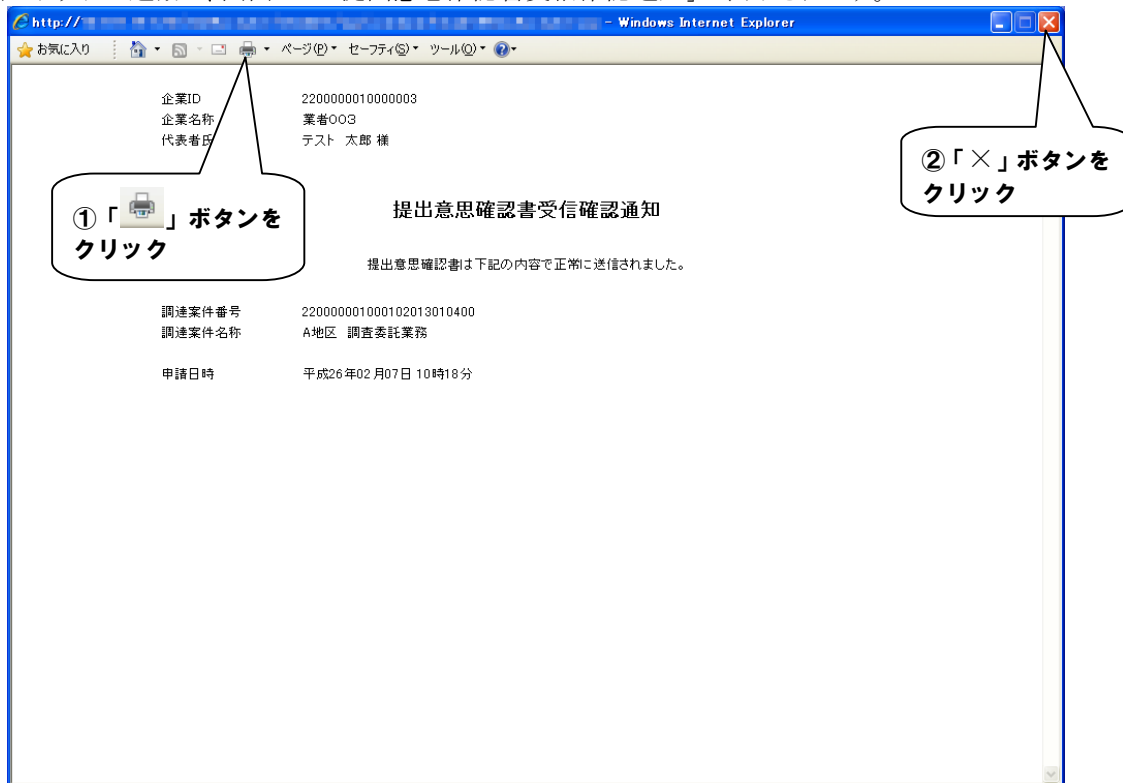 http:// - Windows Internet Explorer
お気に入り ページ(P) セーフティ(S) ツール(O)
企業ID 2200000010000003
企業名称 業者003
代表者氏 テスト 太郎 様
①「 」ボタンを
クリック
②「×」ボタンを
クリック
提出意思確認書受信確認通知
提出意思確認書は下記の内容で正常に送信されました。
調達案件番号 220000001000102013010400
調達案件名称 A地区 調査委託業務
申請日時 平成26年02月07日 10時18分